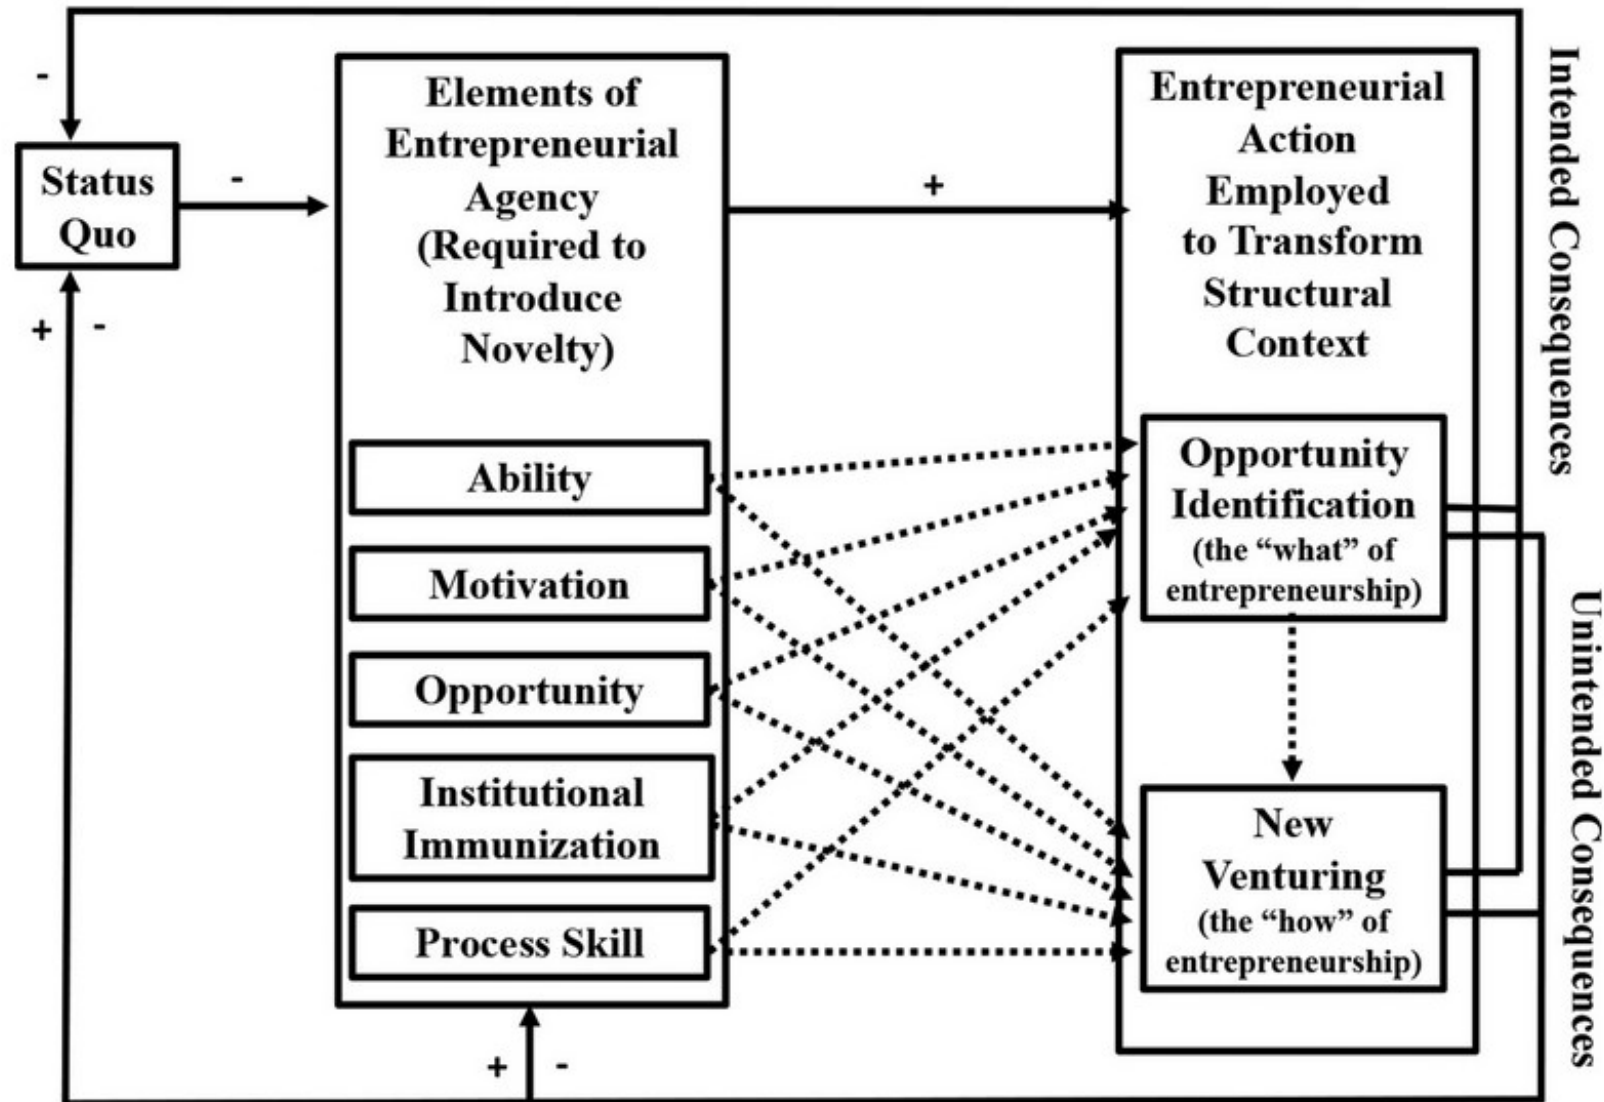 -
Status
Quo
-
+ -
Elements of
Entrepreneurial
Agency
(Required to
Introduce
Novelty)
Ability
Motivation
Opportunity
Institutional
Immunization
Process Skill
+ -
+
Entrepreneurial
Action
Employed
to Transform
Structural
Context
Opportunity
Identification
(the “what” of
entrepreneurship)
New
Venturing
(the “how” of
entrepreneurship)
Intended Consequences
Unintended Consequences